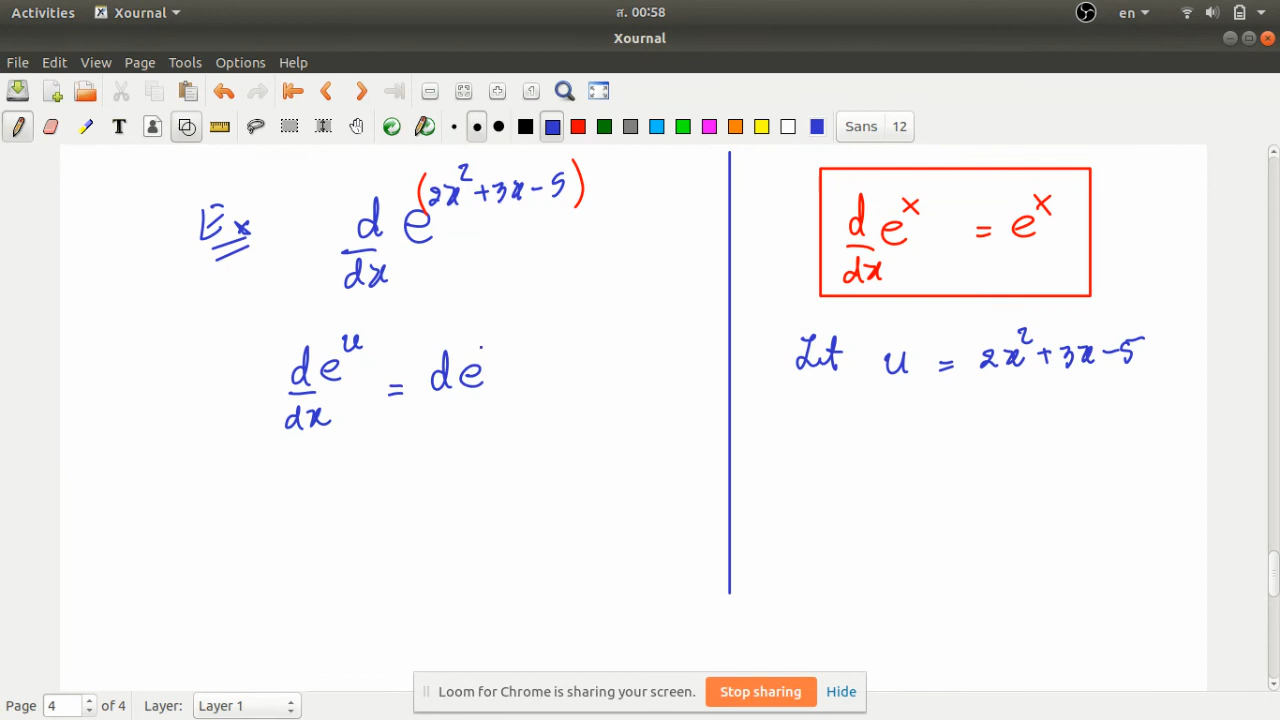 Activities Xournal ส. 00:58 en
Xournal
File Edit View Page Tools Options Help
Sans 12
Ex d/dx e^(2x²+3x-5)
d/dx e^x = e^x
Let u = 2x²+3x-5
d e^u/dx = d e
Loom for Chrome is sharing your screen. Stop sharing Hide
Page 4 of 4 Layer: Layer 1